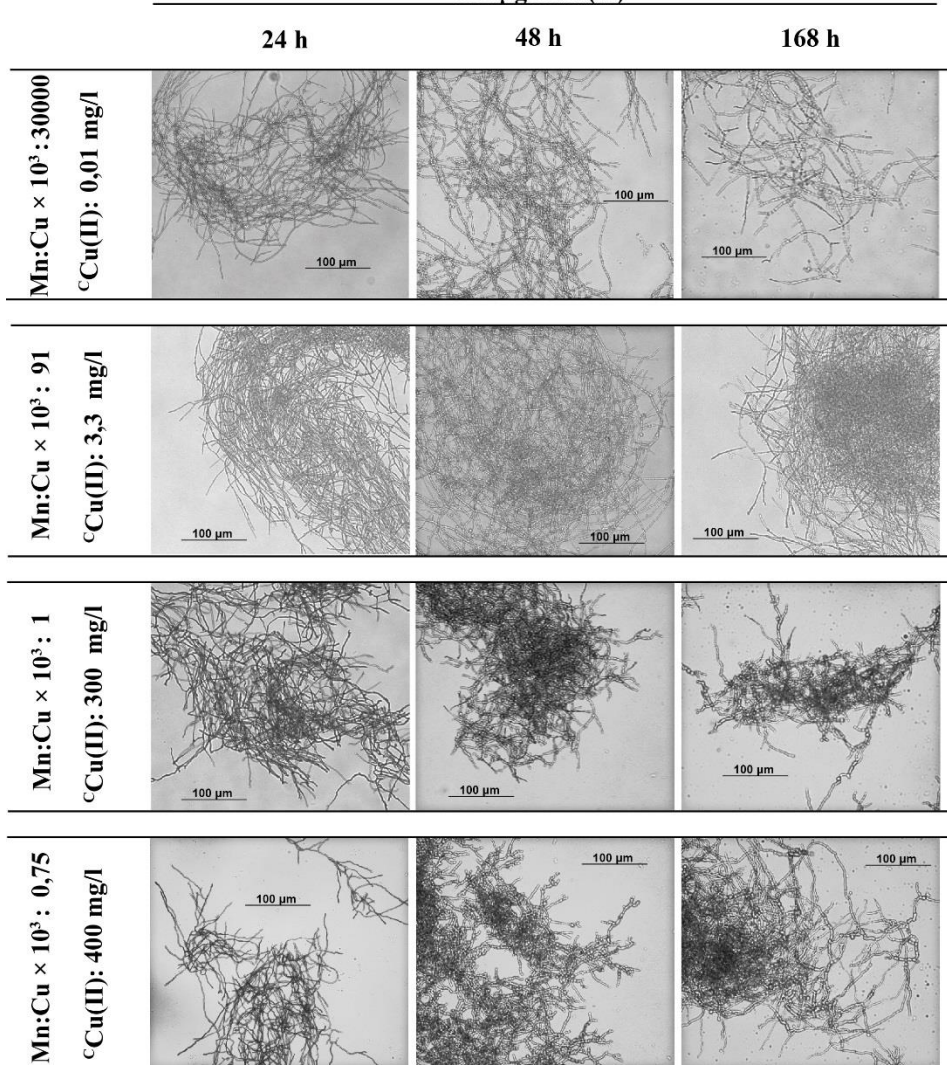 24 h 48 h 168 h
Mn:Cu × 10³ :30000
ᶜCu(II): 0,01 mg/l
100 µm
100 µm
100 µm
Mn:Cu × 10³ : 91
ᶜCu(II): 3,3 mg/l
100 µm
100 µm
100 µm
Mn:Cu × 10³ : 1
ᶜCu(II): 300 mg/l
100 µm
100 µm
100 µm
Mn:Cu × 10³ : 0,75
ᶜCu(II): 400 mg/l
100 µm
100 µm
100 µm